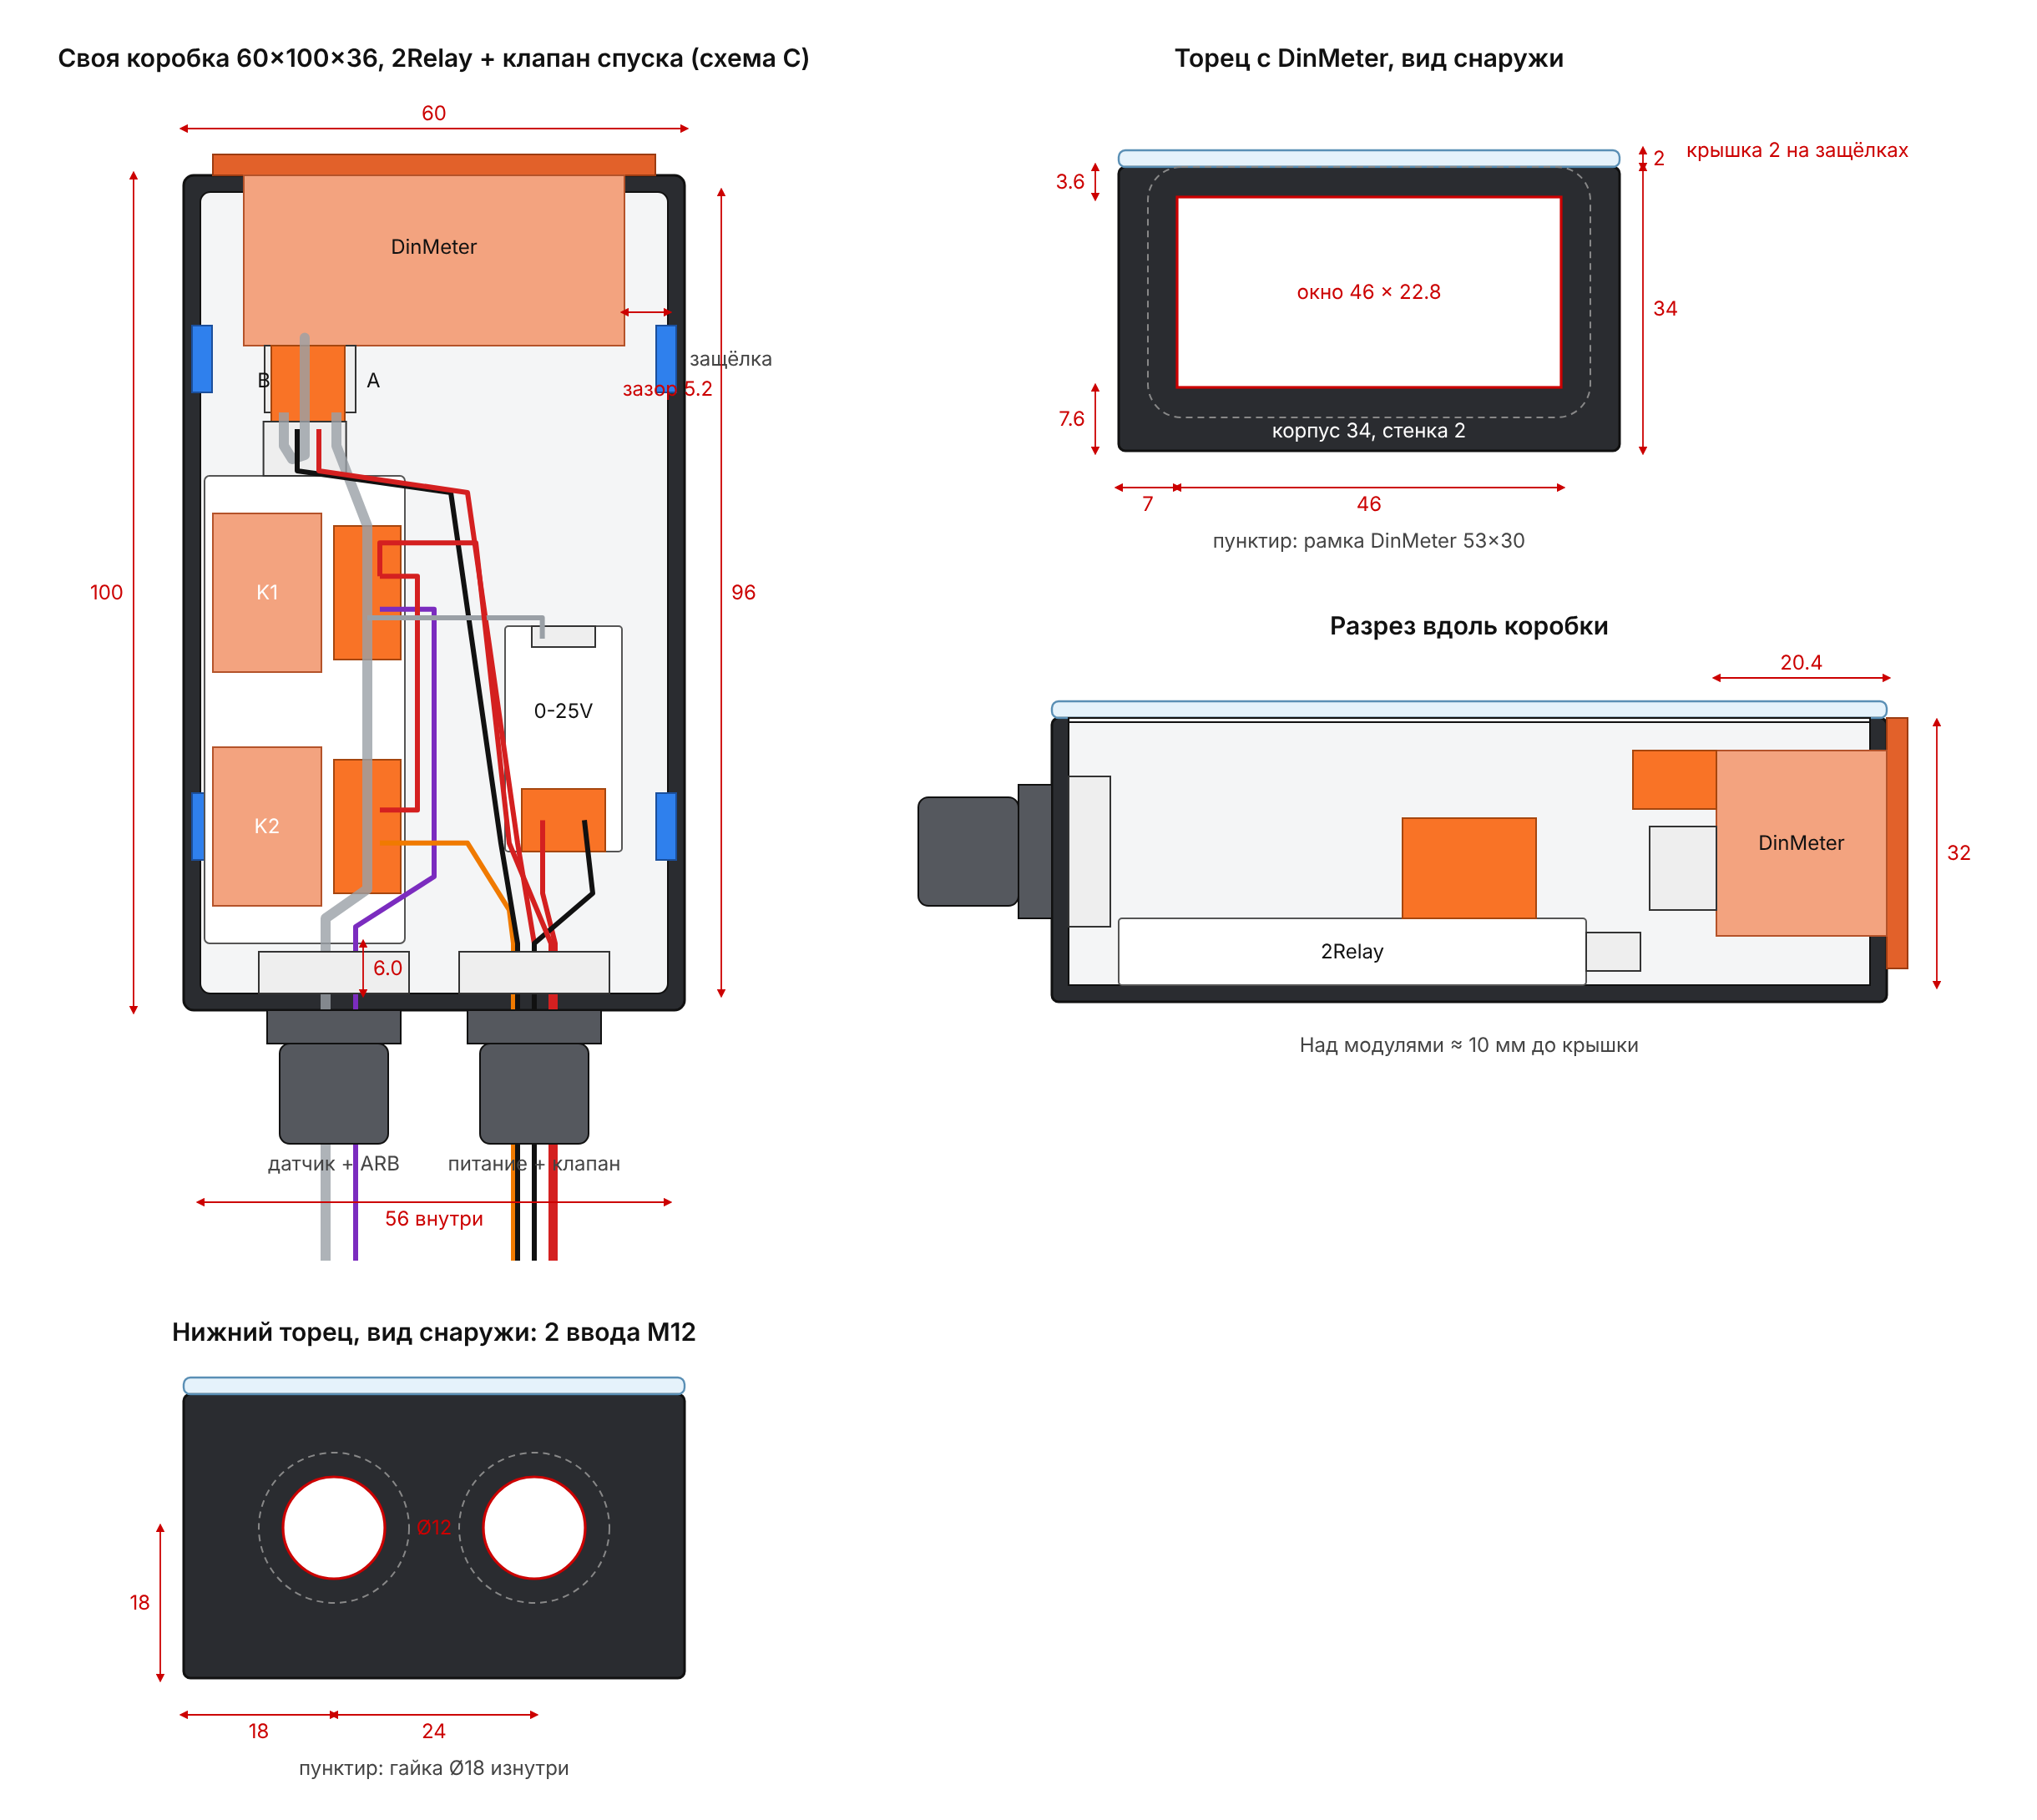 Своя коробка 60×100×36, 2Relay + клапан спуска (схема C)
60
DinMeter
B
A
защёлка
зазор 5.2
100
96
K1
0-25V
K2
6.0
датчик + ARB
питание + клапан
56 внутри
Торец с DinMeter, вид снаружи
2
крышка 2 на защёлках
3.6
окно 46 × 22.8
34
7.6
корпус 34, стенка 2
7
46
пунктир: рамка DinMeter 53×30
Разрез вдоль коробки
20.4
DinMeter
32
2Relay
Над модулями ≈ 10 мм до крышки
Нижний торец, вид снаружи: 2 ввода M12
Ø12
18
18
24
пунктир: гайка Ø18 изнутри